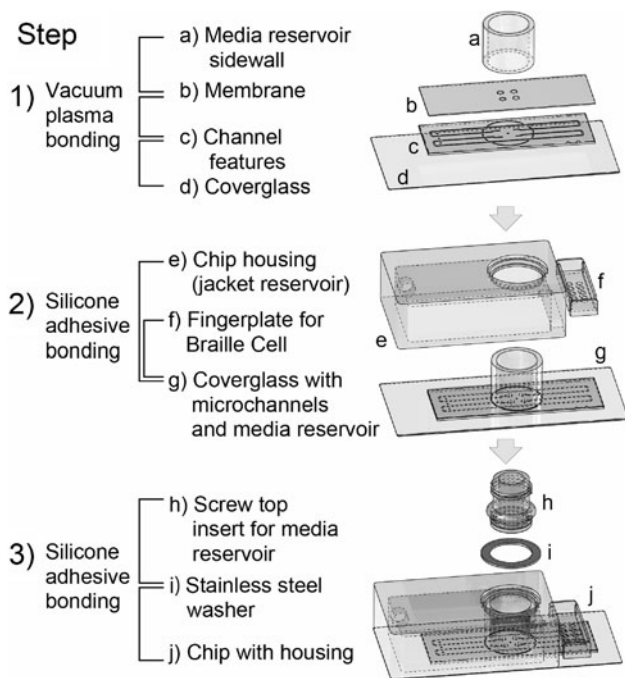 Step
1) Vacuum
plasma
bonding
a) Media reservoir
sidewall
b) Membrane
c) Channel
features
d) Coverglass
a
b
c
d
2) Silicone
adhesive
bonding
e) Chip housing
(jacket reservoir)
f) Fingerplate for
Braille Cell
g) Coverglass with
microchannels
and media reservoir
f
e
g
3) Silicone
adhesive
bonding
h) Screw top
insert for media
reservoir
i) Stainless steel
washer
j) Chip with housing
h
i
j